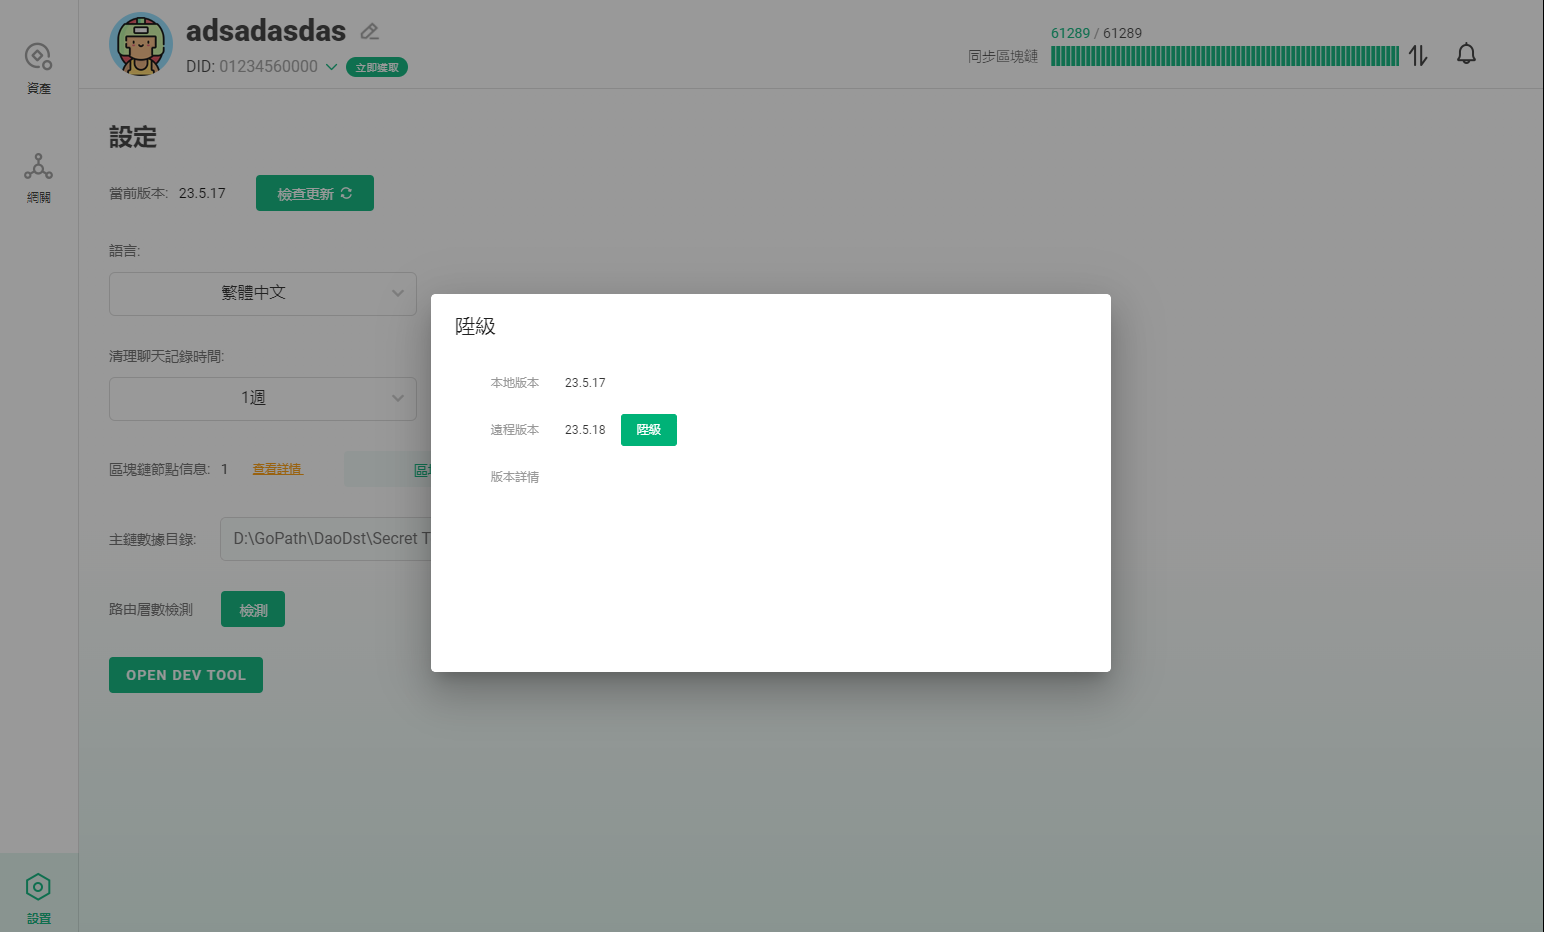 adsadasdas
DID: 01234560000
立即獲取
61289 / 61289
同步區塊鏈
資產
網關
設置
設定
當前版本: 23.5.17
檢查更新
語言:
繁體中文
清理聊天記錄時間:
1週
區塊鏈節點信息: 1 查看詳情
主鏈數據目錄: D:\GoPath\DaoDst\Secret
路由層數檢測 檢測
OPEN DEV TOOL
陞級
本地版本 23.5.17
遠程版本 23.5.18 陞級
版本詳情